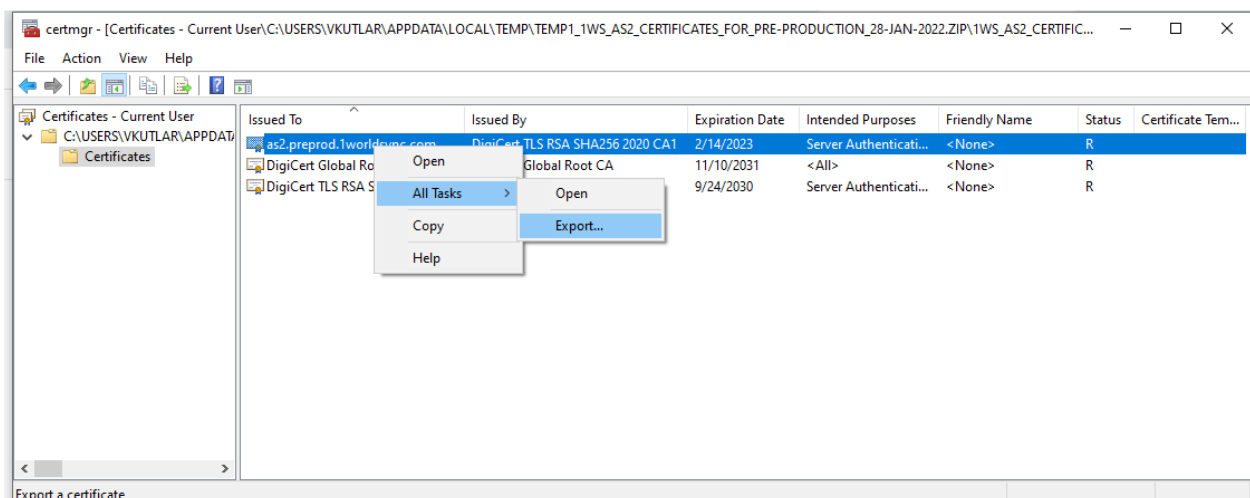 certmgr - [Certificates - Current User\C:\USERS\VKUTLAR\APPDATA\LOCAL\TEMP\TEMP1_1WS_AS2_CERTIFICATES_FOR_PRE-PRODUCTION_28-JAN-2022.ZIP\1WS_AS2_CERTIFIC...
File Action View Help
Certificates - Current User
C:\USERS\VKUTLAR\APPDATA
Certificates
Issued To Issued By Expiration Date Intended Purposes Friendly Name Status Certificate Tem...
as2.preprod.1worldsync.com DigiCert TLS RSA SHA256 2020 CA1 2/14/2023 Server Authenticati... <None> R
DigiCert Global Ro Global Root CA 11/10/2031 <All> <None> R
DigiCert TLS RSA S 9/24/2030 Server Authenticati... <None> R
Open
All Tasks
Copy
Help
Open
Export...
Export a certificate